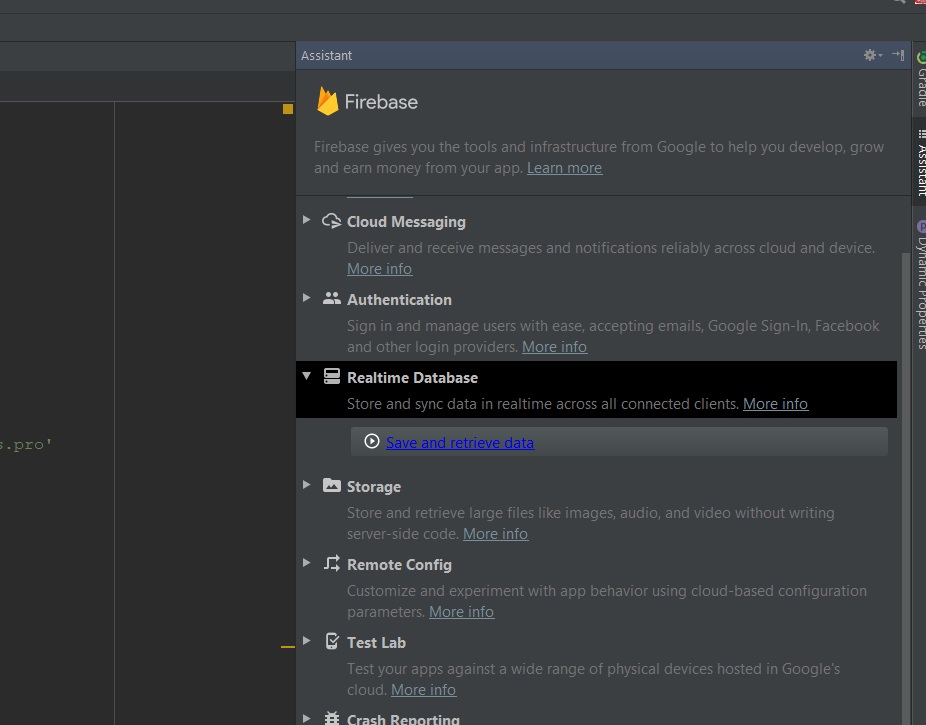 Assistant
Firebase
Firebase gives you the tools and infrastructure from Google to help you develop, grow
and earn money from your app. Learn more
Cloud Messaging
Deliver and receive messages and notifications reliably across cloud and device.
More info
Authentication
Sign in and manage users with ease, accepting emails, Google Sign-In, Facebook
and other login providers. More info
Realtime Database
Store and sync data in realtime across all connected clients. More info
s.pro'
Save and retrieve data
Storage
Store and retrieve large files like images, audio, and video without writing
server-side code. More info
Remote Config
Customize and experiment with app behavior using cloud-based configuration
parameters. More info
Test Lab
Test your apps against a wide range of physical devices hosted in Google's
cloud. More info
Crash Reporting
Gradle
Assistant
Dynamic Properties